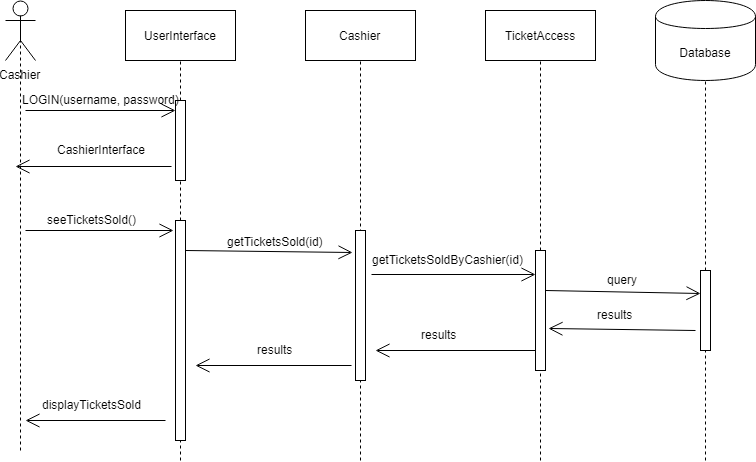 UserInterface
Cashier
TicketAccess
Database
Cashier
LOGIN(username, password)
CashierInterface
seeTicketsSold()
getTicketsSold(id)
getTicketsSoldByCashier(id)
query
results
results
results
displayTicketsSold